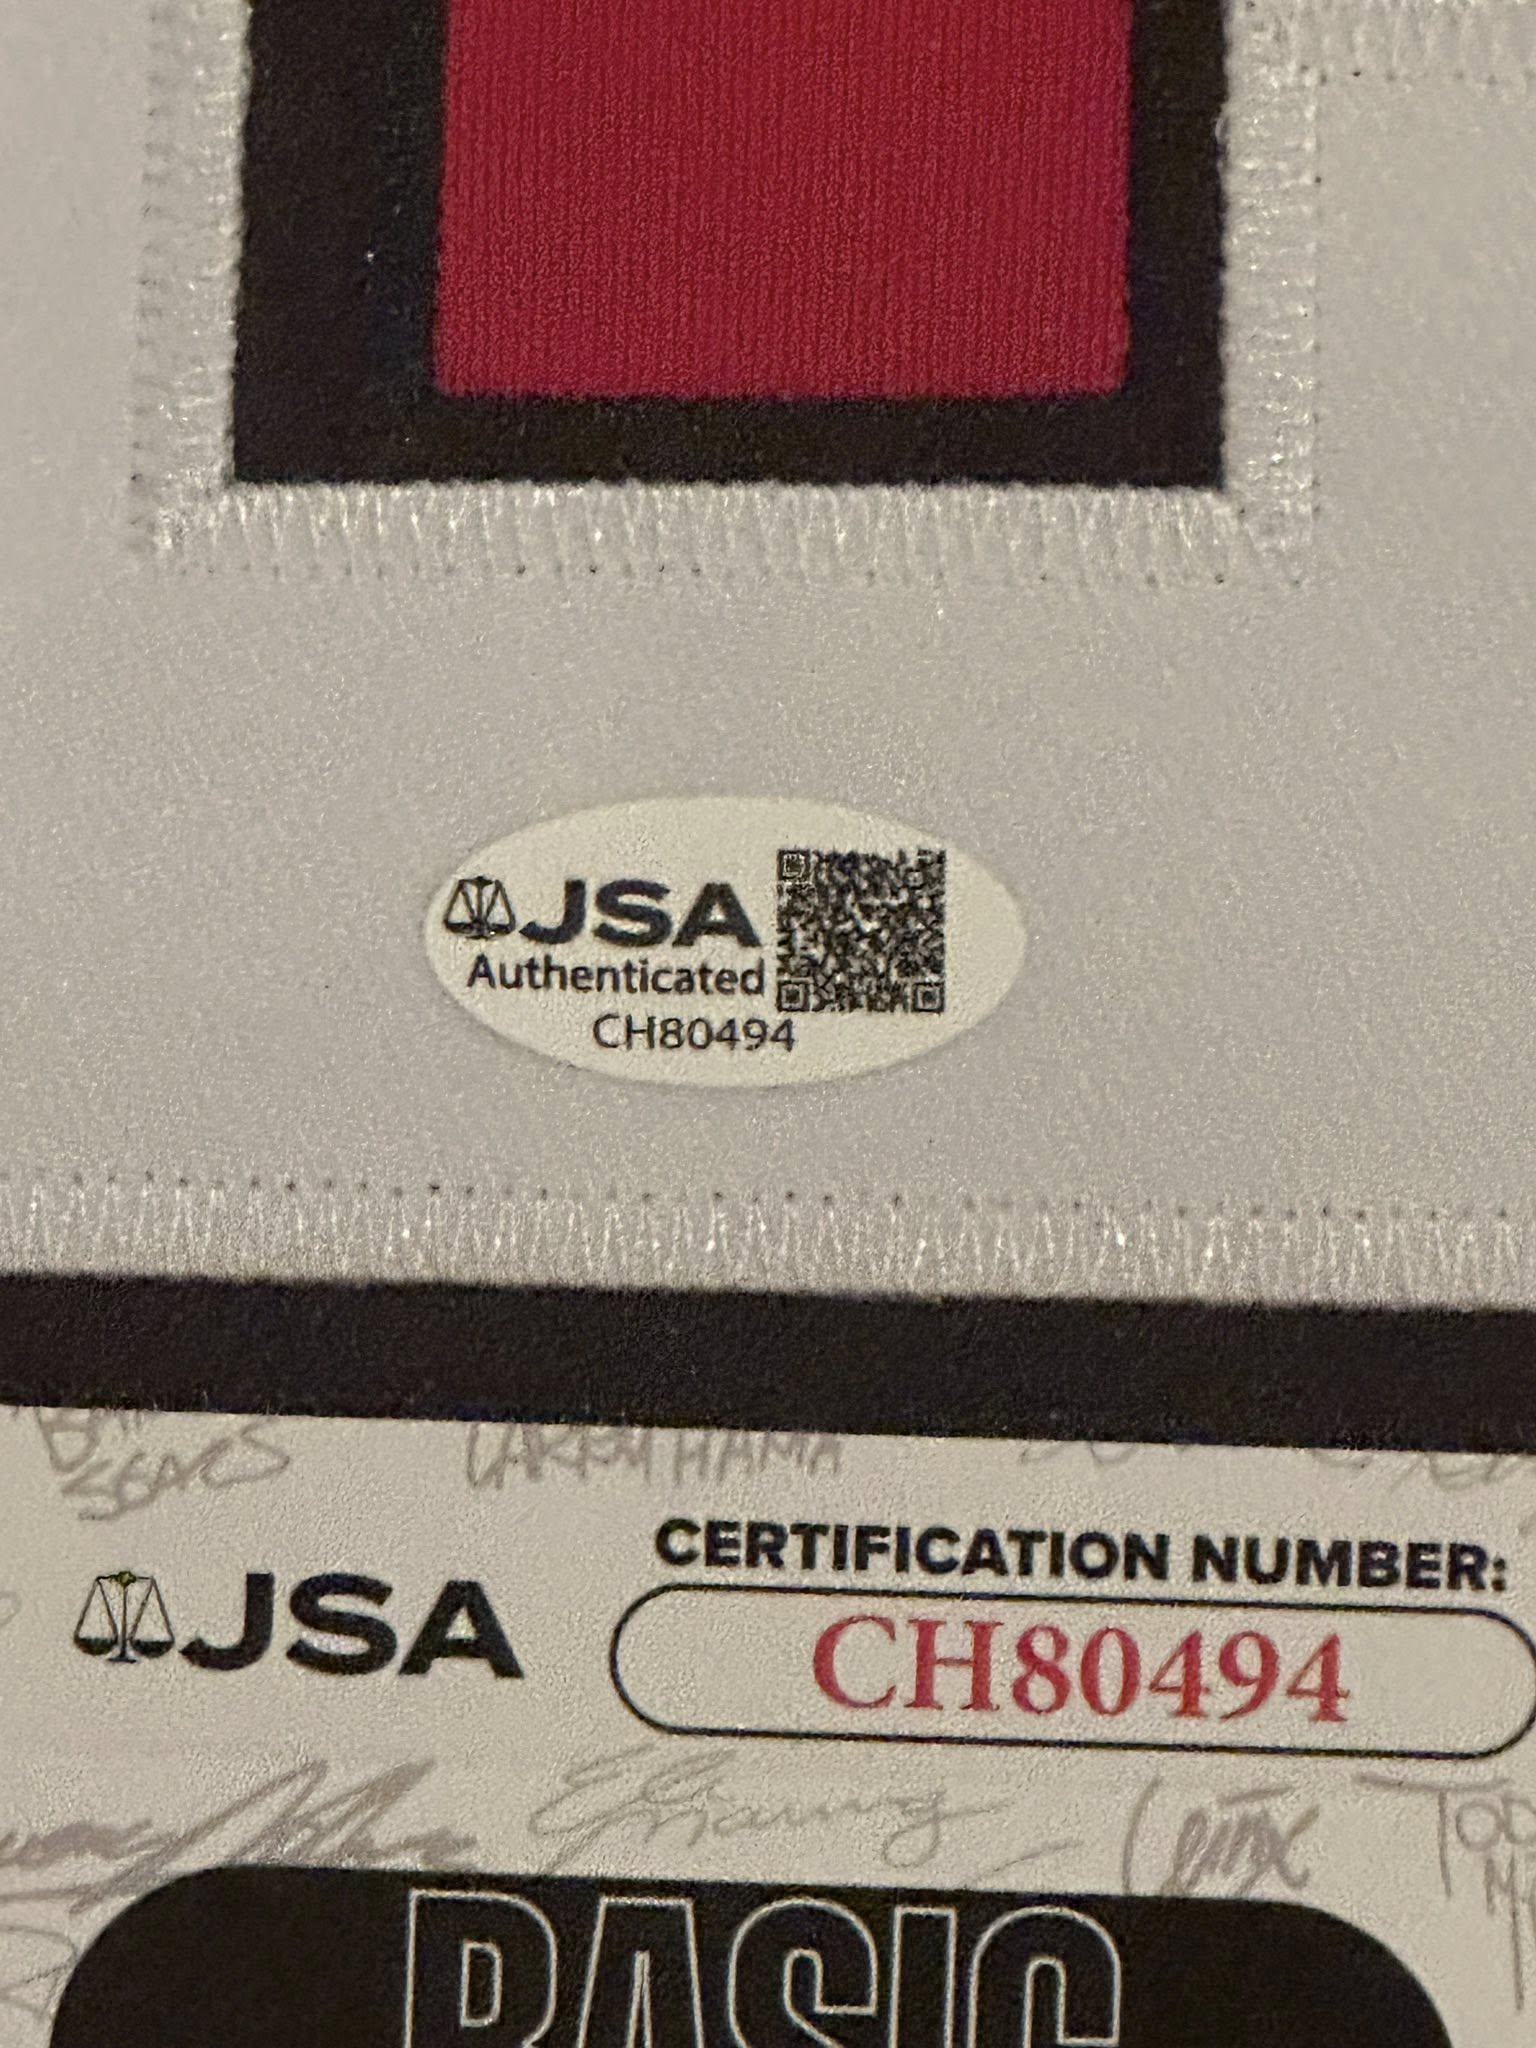 JSA
Authenticated
CH80494
CERTIFICATION NUMBER:
JSA
CH80494
BASIC